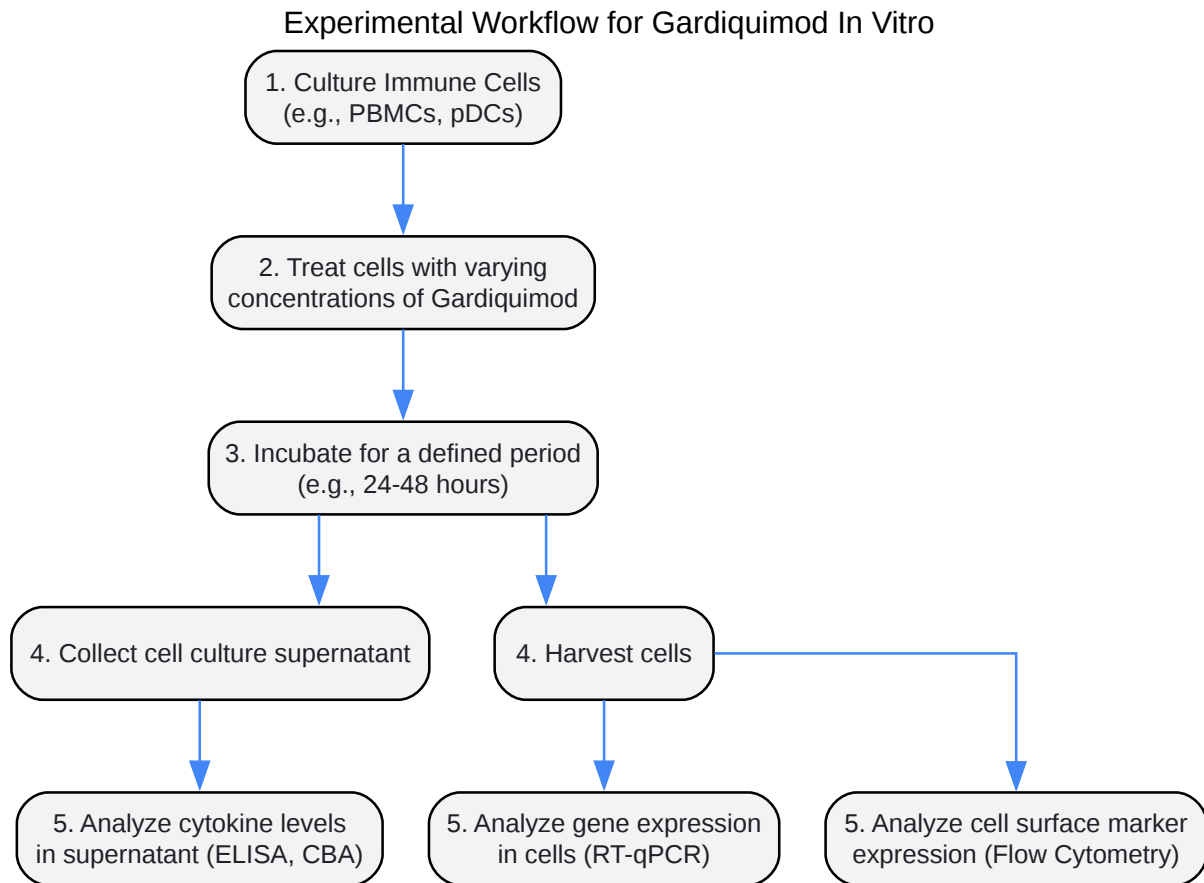 Experimental Workflow for Gardiquimod In Vitro
1. Culture Immune Cells
(e.g., PBMCs, pDCs)
2. Treat cells with varying
concentrations of Gardiquimod
3. Incubate for a defined period
(e.g., 24-48 hours)
4. Collect cell culture supernatant
4. Harvest cells
5. Analyze cytokine levels
in supernatant (ELISA, CBA)
5. Analyze gene expression
in cells (RT-qPCR)
5. Analyze cell surface marker
expression (Flow Cytometry)